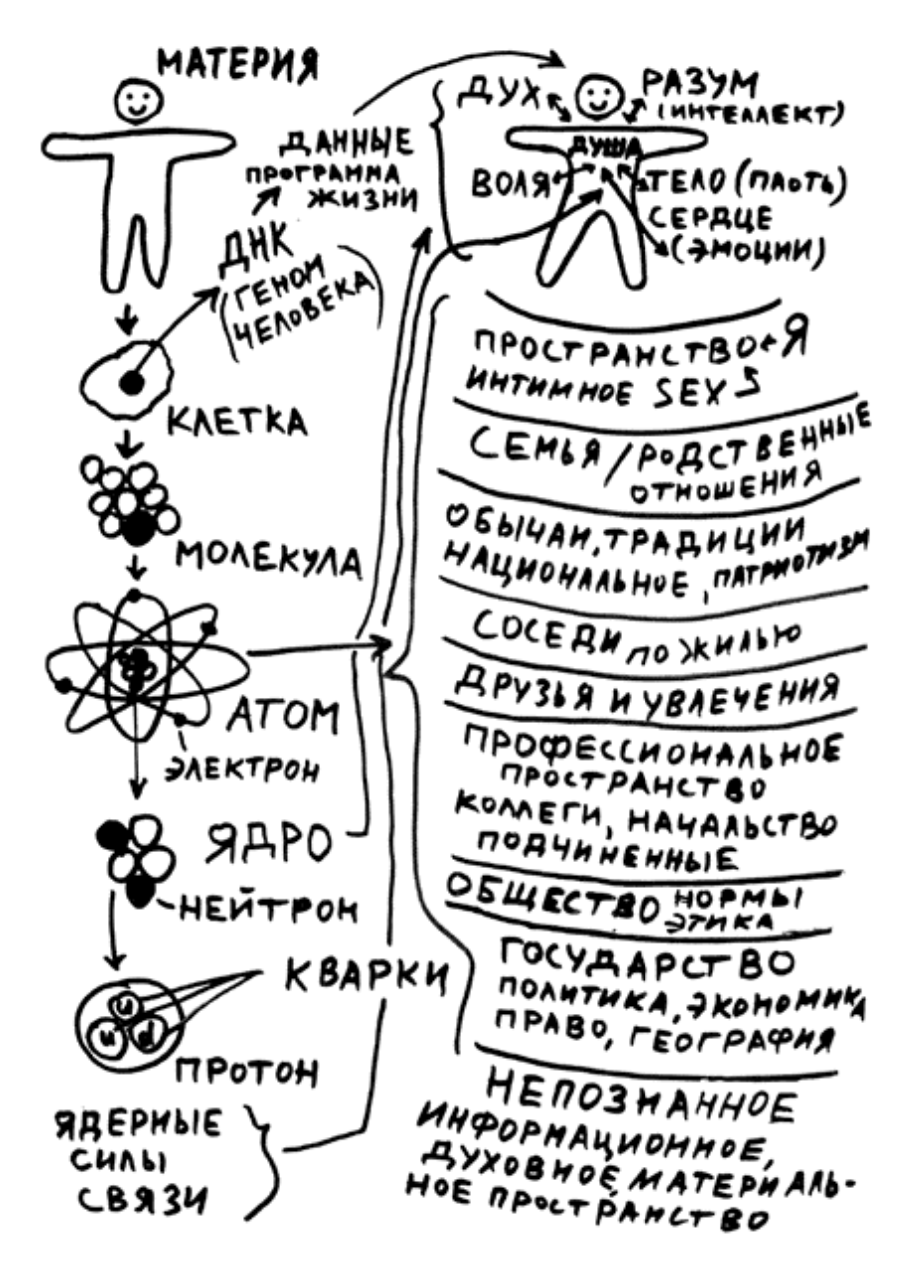 МАТЕРИЯ
ДАННЫЕ
ПРОГРАММА
ЖИЗНИ
ДНК
(ГЕНОМ
ЧЕЛОВЕКА)
КЛЕТКА
МОЛЕКУЛА
АТОМ
ЭЛЕКТРОН
ЯДРО
НЕЙТРОН
КВАРКИ
u
u d
ПРОТОН
ЯДЕРНЫЕ
СИЛЫ
СВЯЗИ
ДУХ
РАЗУМ
(ИНТЕЛЛЕКТ)
ДУША
ВОЛЯ
ТЕЛО (ПЛОТЬ)
СЕРДЦЕ
(ЭМОЦИИ)
ПРОСТРАНСТВО Я
ИНТИМНОЕ SEX
СЕМЬЯ / РОДСТВЕННЫЕ
ОТНОШЕНИЯ
ОБЫЧАИ, ТРАДИЦИИ
НАЦИОНАЛЬНОЕ, ПАТРИОТИЗМ
СОСЕДИ ПО ЖИЛЬЮ
ДРУЗЬЯ И УВЛЕЧЕНИЯ
ПРОФЕССИОНАЛЬНОЕ
ПРОСТРАНСТВО
КОЛЛЕГИ, НАЧАЛЬСТВО
ПОДЧИНЕННЫЕ
ОБЩЕСТВО НОРМЫ
ЭТИКА
ГОСУДАРСТВО
ПОЛИТИКА, ЭКОНОМИКА
ПРАВО, ГЕОГРАФИЯ
НЕПОЗНАННОЕ
ИНФОРМАЦИОННОЕ,
ДУХОВНОЕ, МАТЕРИАЛЬ-
НОЕ ПРОСТРАНСТВО